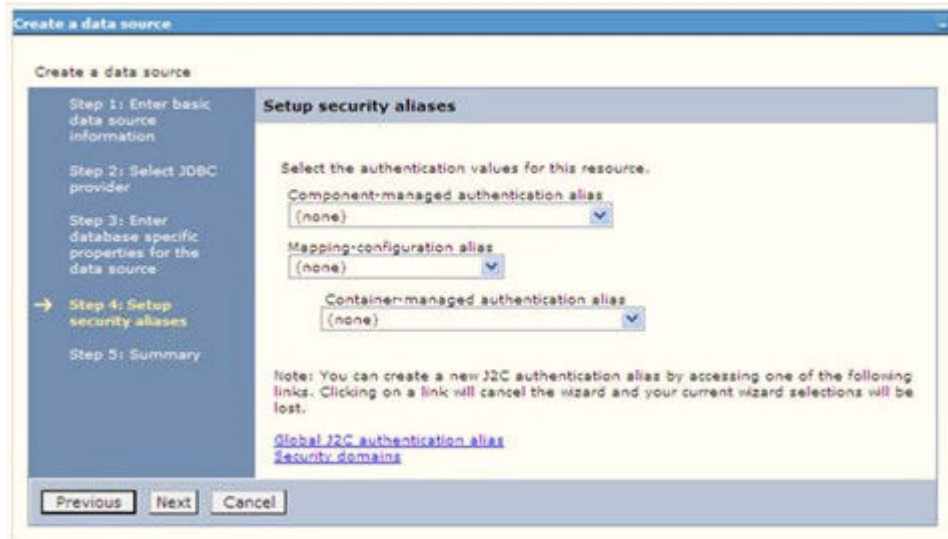 Create a data source
Create a data source
Step 1: Enter basic
data source
information
Step 2: Select JDBC
provider
Step 3: Enter
database specific
properties for the
data source
Step 4: Setup
security aliases
Step 5: Summary
Setup security aliases
Select the authentication values for this resource.
Component-managed authentication alias
(none)
Mapping-configuration alias
(none)
Container-managed authentication alias
(none)
Note: You can create a new J2C authentication alias by accessing one of the following
links. Clicking on a link will cancel the wizard and your current wizard selections will be
lost.
Global J2C authentication alias
Security domains
Previous Next Cancel